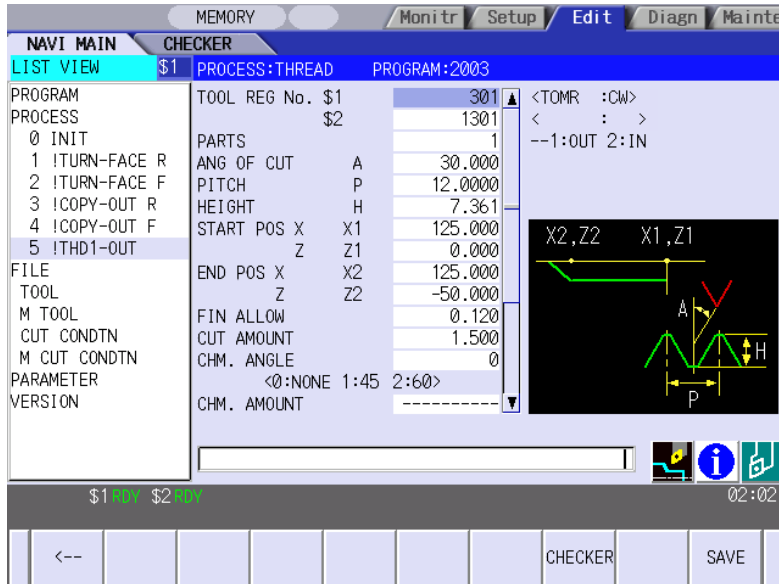 MEMORY
Monitr Setup Edit Diagn Mainte
NAVI MAIN CHECKER
LIST VIEW $1 PROCESS:THREAD PROGRAM:2003
PROGRAM
PROCESS
0 INIT
1 !TURN-FACE R
2 !TURN-FACE F
3 !COPY-OUT R
4 !COPY-OUT F
5 !THD1-OUT
FILE
TOOL
M TOOL
CUT CONDTN
M CUT CONDTN
PARAMETER
VERSION
TOOL REG No. $1 301
$2 1301
PARTS 1
ANG OF CUT A 30.000
PITCH P 12.0000
HEIGHT H 7.361
START POS X X1 125.000
Z Z1 0.000
END POS X X2 125.000
Z Z2 -50.000
FIN ALLOW 0.120
CUT AMOUNT 1.500
CHM. ANGLE 0
<0:NONE 1:45 2:60>
CHM. AMOUNT ----------
<TOMR :CW>
< : >
--1:OUT 2:IN
X2,Z2 X1,Z1
A
H
P
$1 RDY $2 RDY 02:02
<-- CHECKER SAVE